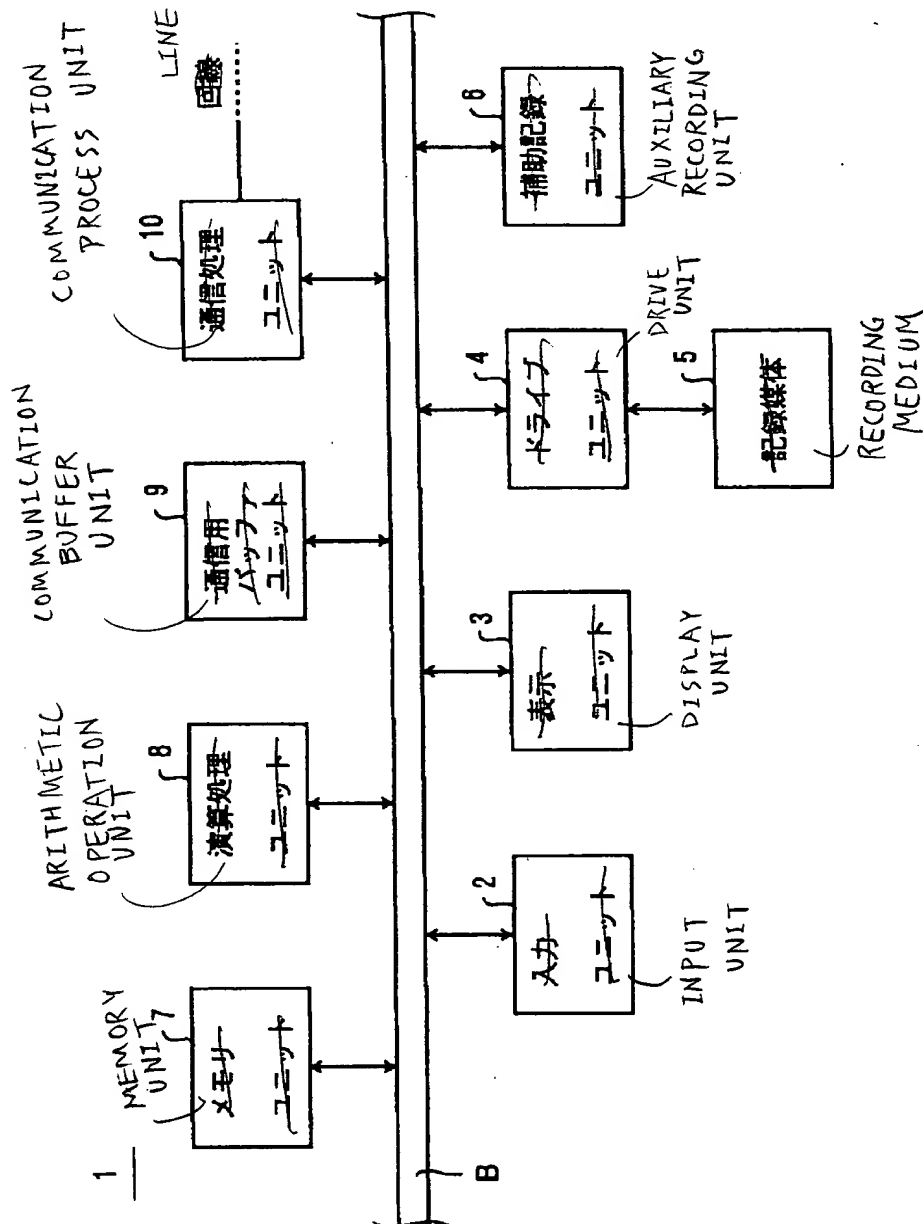 1
MEMORY
UNIT
7
メモリー
ユニット
ARITHMETIC
OPERATION
UNIT
8
演算処理
ユニット
COMMUNICATION
BUFFER
UNIT
9
通信用
バッファ
ユニット
COMMUNICATION
PROCESS UNIT
10
通信処理
ユニット
LINE
回線
B
2
入力
ユニット
INPUT
UNIT
3
表示
ユニット
DISPLAY
UNIT
4
ドライブ
ユニット
DRIVE
UNIT
5
記録媒体
RECORDING
MEDIUM
6
補助記録
ユニット
AUXILIARY
RECORDING
UNIT